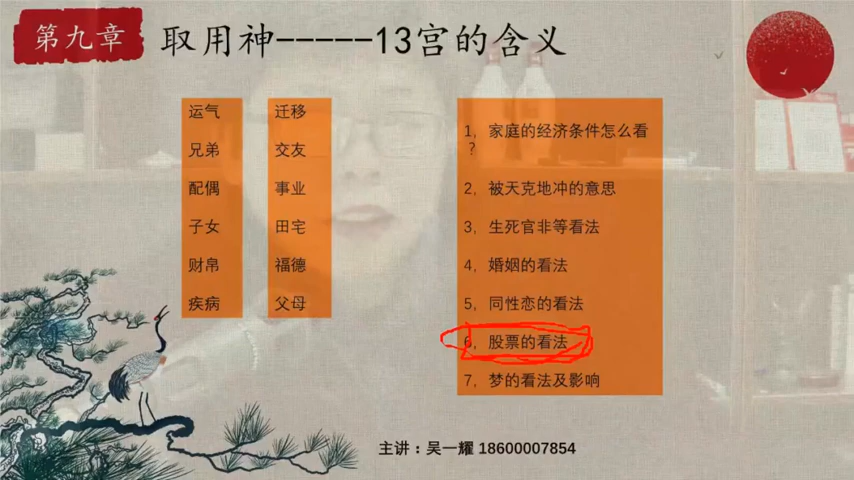 第九章
取用神-----13宫的含义
运气
兄弟
配偶
子女
财帛
疾病
迁移
交友
事业
田宅
福德
父母
1，家庭的经济条件怎么看
？
2，被天克地冲的意思
3，生死官非等看法
4，婚姻的看法
5，同性恋的看法
6，股票的看法
7，梦的看法及影响
主讲：吴一耀 18600007854